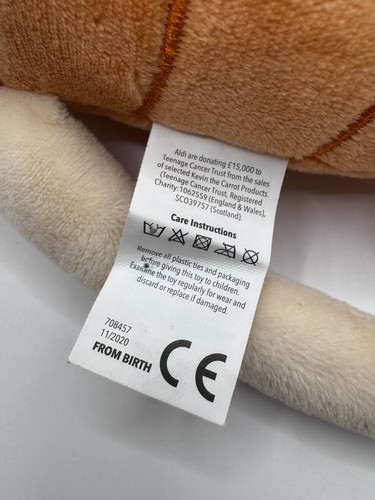 Aldi are donating £15,000 to
Teenage Cancer Trust from the sales
of selected Kevin the Carrot Products.
(Teenage Cancer Trust, Registered
Charity: 1062559 (England & Wales),
SCO39757 (Scotland).
Care Instructions
Remove all plastic ties and packaging
before giving this toy to children
Examine the toy regularly for wear and
discard or replace if damaged.
708457
11/2020
FROM BIRTH
CE